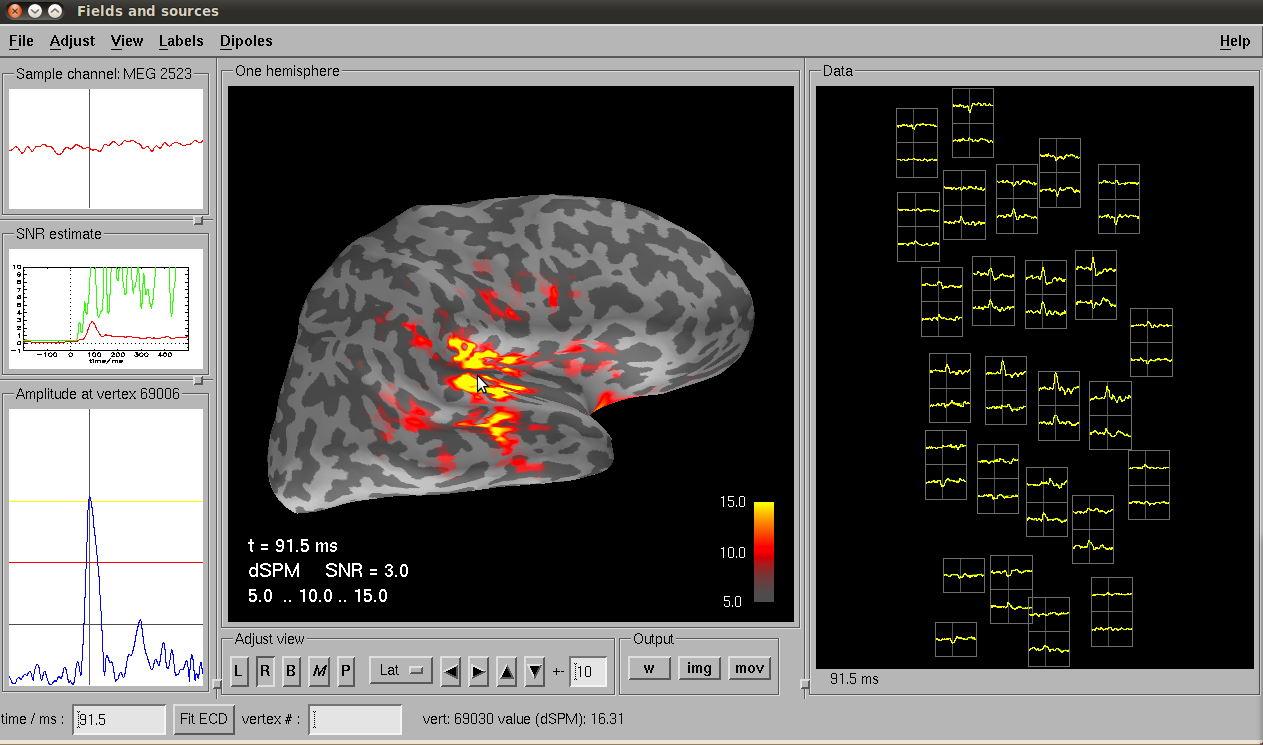 Fields and sources
File Adjust View Labels Dipoles Help
Sample channel: MEG 2523
SNR estimate
10
9
8
7
6
5
4
3
2
1
0
−1
−100 0 100 200 300 400
time/ms
Amplitude at vertex 69006
One hemisphere
t = 91.5 ms
dSPM SNR = 3.0
5.0 .. 10.0 .. 15.0
15.0
10.0
5.0
Adjust view
L R B M P Lat +- 10
Output
w img mov
Data
91.5 ms
time / ms : 91.5 Fit ECD vertex # : vert: 69030 value (dSPM): 16.31